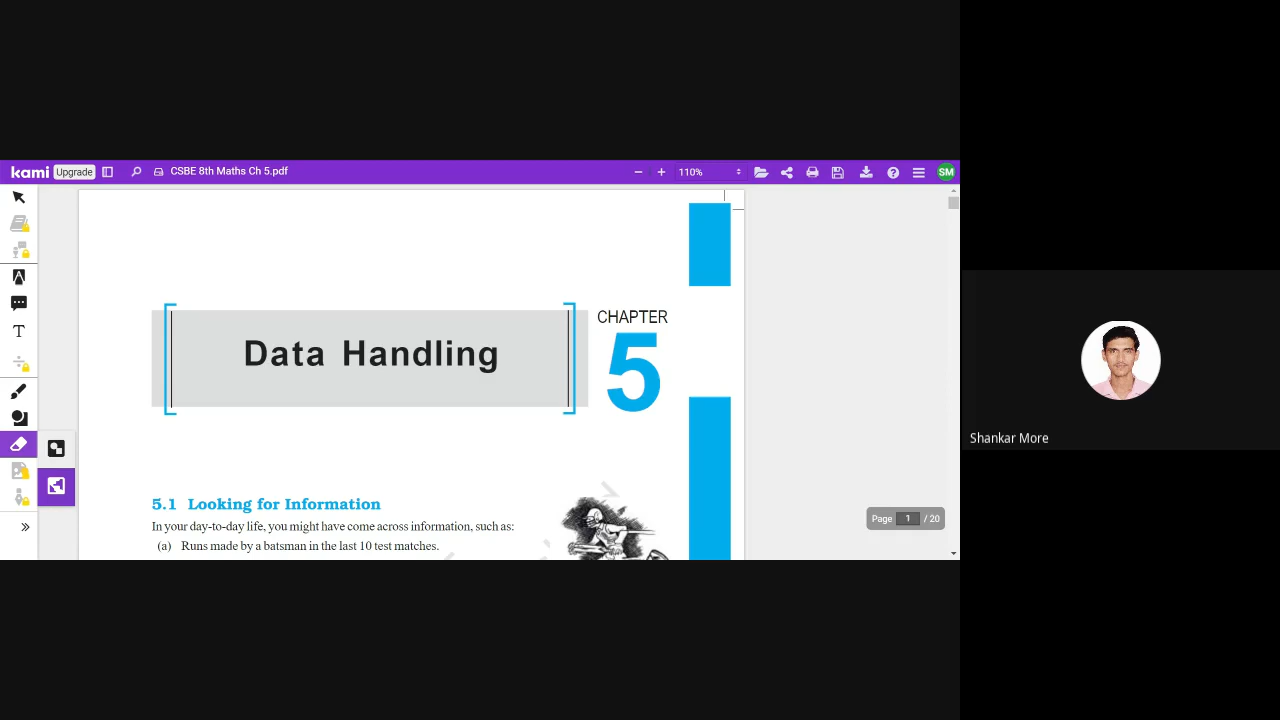 kami Upgrade CSBE 8th Maths Ch 5.pdf 110% SM
CHAPTER
Data Handling 5
5.1 Looking for Information
In your day-to-day life, you might have come across information, such as:
(a) Runs made by a batsman in the last 10 test matches.
T
Page 1 / 20
Shankar More